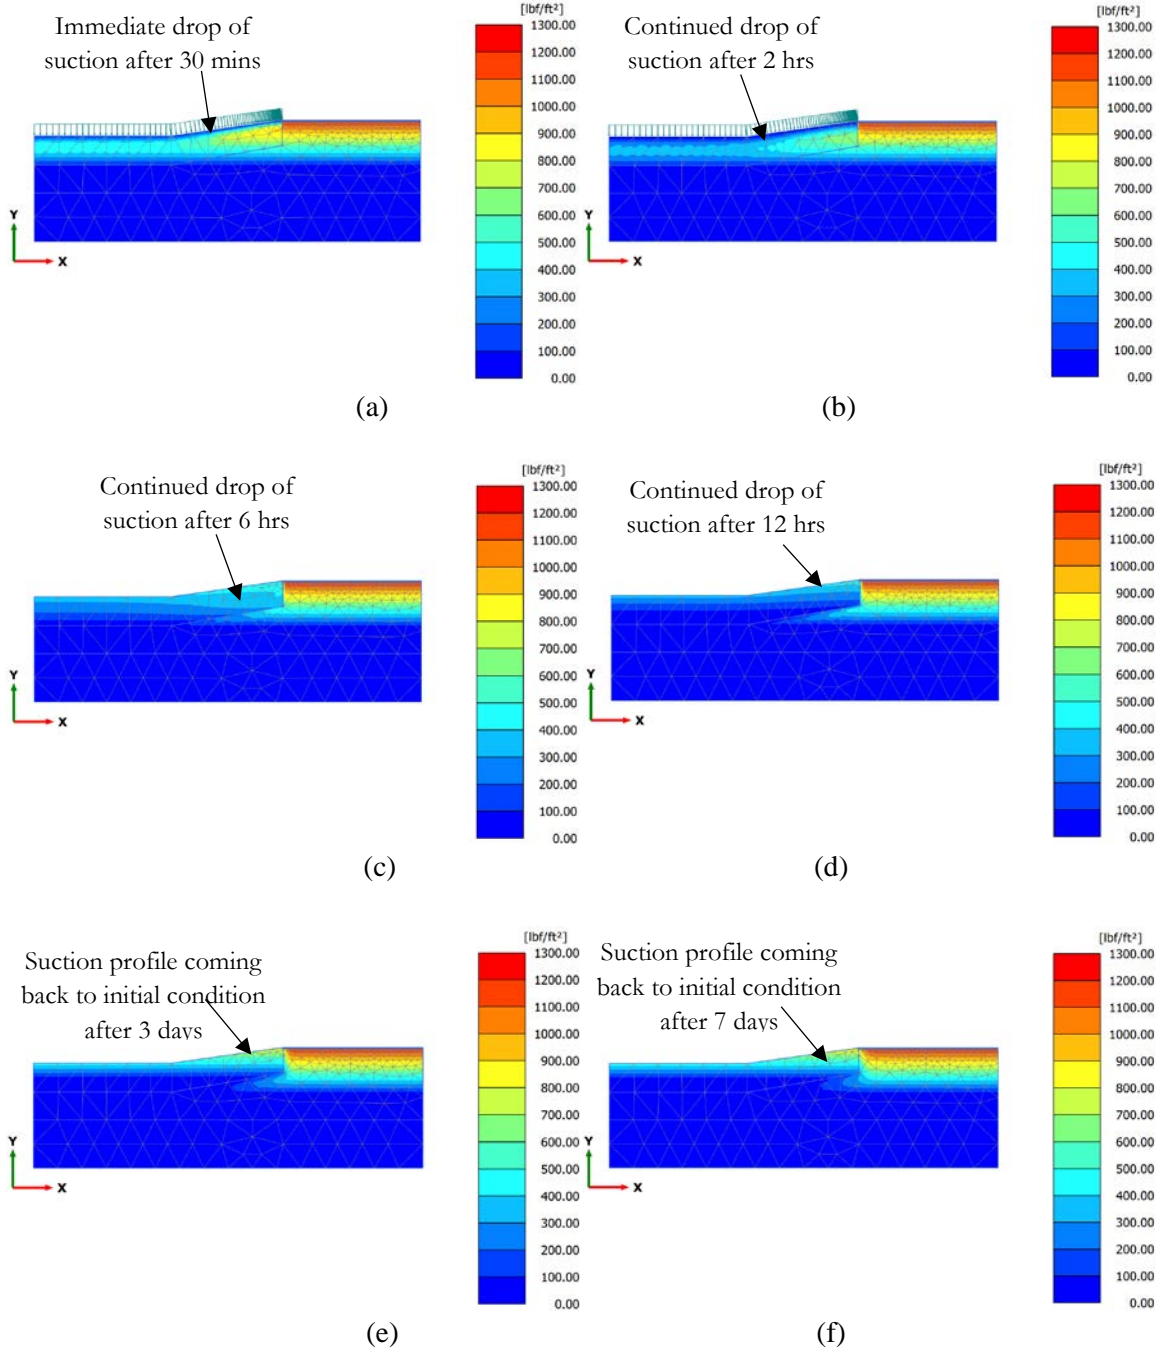 Immediate drop of
suction after 30 mins
[lbf/ft²]
1300.00
1200.00
1100.00
1000.00
900.00
800.00
700.00
600.00
500.00
400.00
300.00
200.00
100.00
0.00
Y
X
(a)
Continued drop of
suction after 2 hrs
[lbf/ft²]
1300.00
1200.00
1100.00
1000.00
900.00
800.00
700.00
600.00
500.00
400.00
300.00
200.00
100.00
0.00
Y
X
(b)
Continued drop of
suction after 6 hrs
[lbf/ft²]
1300.00
1200.00
1100.00
1000.00
900.00
800.00
700.00
600.00
500.00
400.00
300.00
200.00
100.00
0.00
Y
X
(c)
Continued drop of
suction after 12 hrs
[lbf/ft²]
1300.00
1200.00
1100.00
1000.00
900.00
800.00
700.00
600.00
500.00
400.00
300.00
200.00
100.00
0.00
Y
X
(d)
Suction profile coming
back to initial condition
after 3 days
[lbf/ft²]
1300.00
1200.00
1100.00
1000.00
900.00
800.00
700.00
600.00
500.00
400.00
300.00
200.00
100.00
0.00
Y
X
(e)
Suction profile coming
back to initial condition
after 7 days
[lbf/ft²]
1300.00
1200.00
1100.00
1000.00
900.00
800.00
700.00
600.00
500.00
400.00
300.00
200.00
100.00
0.00
Y
X
(f)